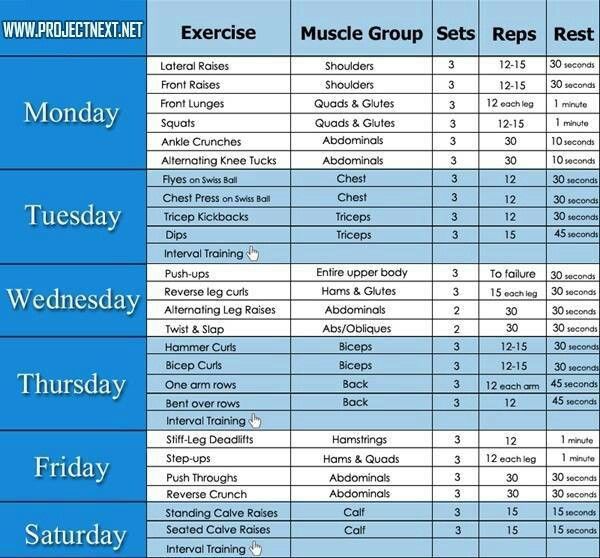 WWW.PROJECTNEXT.NET Exercise Muscle Group Sets Reps Rest
Monday
Lateral Raises Shoulders 3 12-15 30 seconds
Front Raises Shoulders 3 12-15 30 seconds
Front Lunges Quads & Glutes 3 12 each leg 1 minute
Squats Quads & Glutes 3 12-15 1 minute
Ankle Crunches Abdominals 3 30 10 seconds
Alternating Knee Tucks Abdominals 3 30 10 seconds
Tuesday
Flyes on Swiss Ball Chest 3 12 30 seconds
Chest Press on Swiss Ball Chest 3 12 30 seconds
Tricep Kickbacks Triceps 3 12 30 seconds
Dips Triceps 3 15 45 seconds
Interval Training
Wednesday
Push-ups Entire upper body 3 To failure 30 seconds
Reverse leg curls Hams & Glutes 3 15 each leg 30 seconds
Alternating Leg Raises Abdominals 2 30 30 seconds
Twist & Slap Abs/Obliques 2 30 30 seconds
Thursday
Hammer Curls Biceps 3 12-15 30 seconds
Bicep Curls Biceps 3 12-15 30 seconds
One arm rows Back 3 12 each arm 45 seconds
Bent over rows Back 3 12 45 seconds
Interval Training
Friday
Stiff-Leg Deadlifts Hamstrings 3 12 1 minute
Step-ups Hams & Quads 3 12 each leg 1 minute
Push Throughs Abdominals 3 30 30 seconds
Reverse Crunch Abdominals 3 30 30 seconds
Saturday
Standing Calve Raises Calf 3 15 15 seconds
Seated Calve Raises Calf 3 15 15 seconds
Interval Training